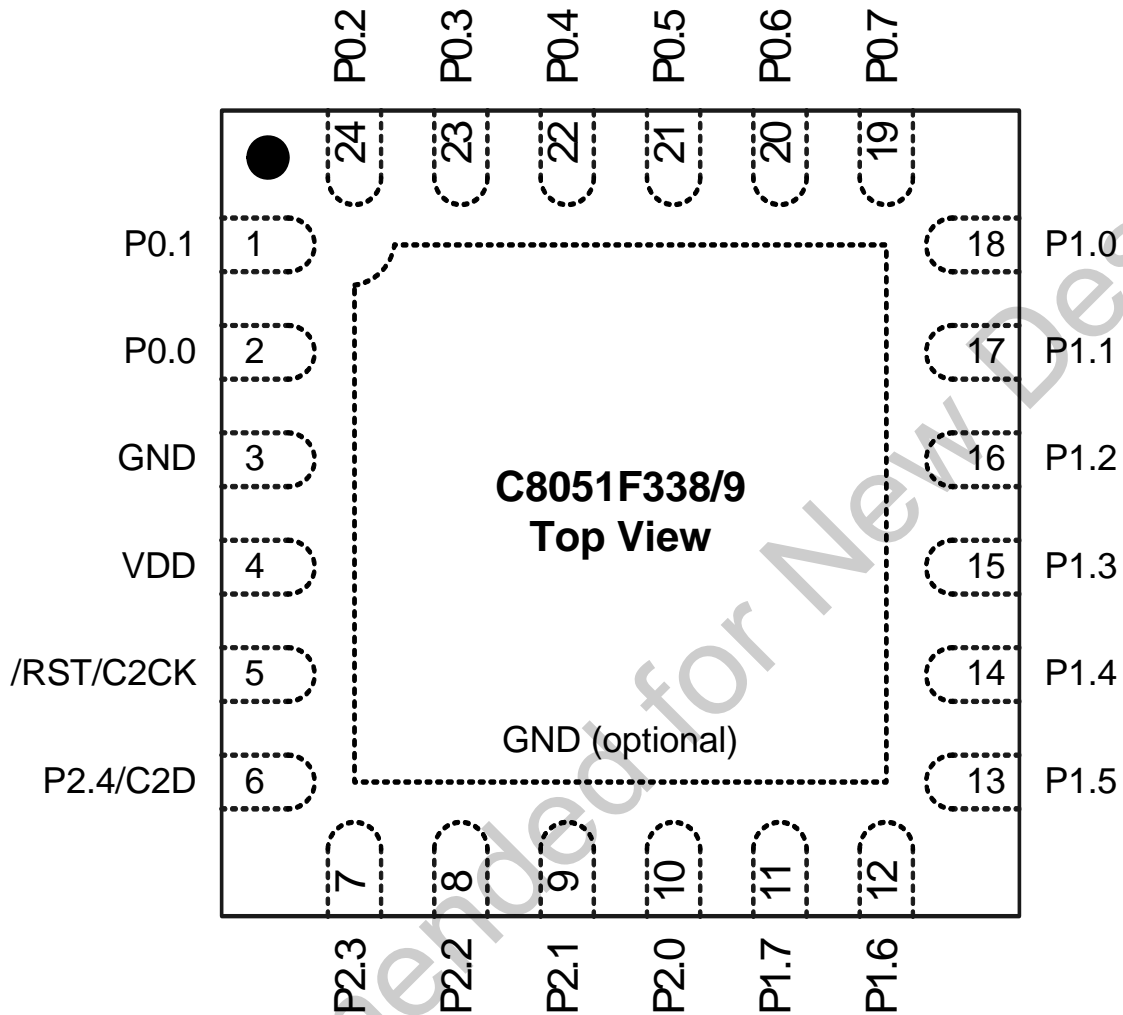 P0.2
P0.3
P0.4
P0.5
P0.6
P0.7
24
23
22
21
20
19
P0.1 1
P0.0 2
GND 3
VDD 4
/RST/C2CK 5
P2.4/C2D 6
18 P1.0
17 P1.1
16 P1.2
15 P1.3
14 P1.4
13 P1.5
C8051F338/9
Top View
GND (optional)
7
8
9
10
11
12
P2.3
P2.2
P2.1
P2.0
P1.7
P1.6
for New